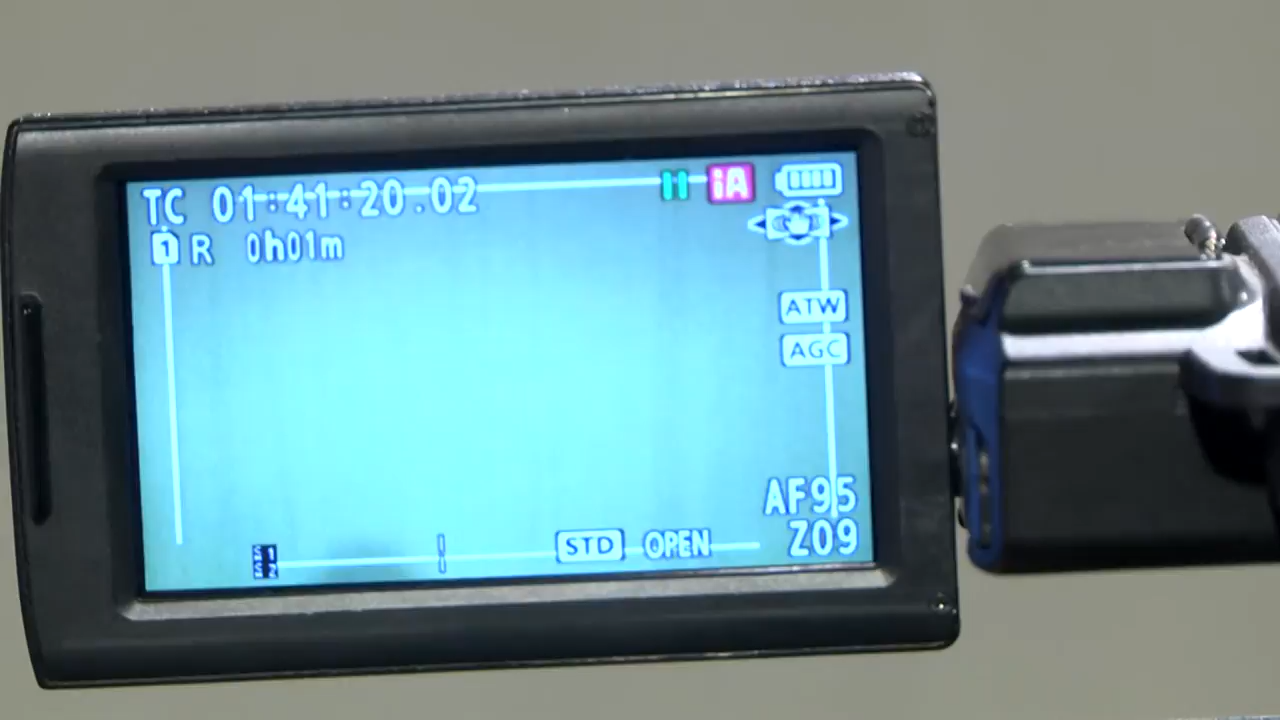 TC 01:41:20.02 iA
1 R 0h01m
ATW
AGC
AF95
STD OPEN Z09